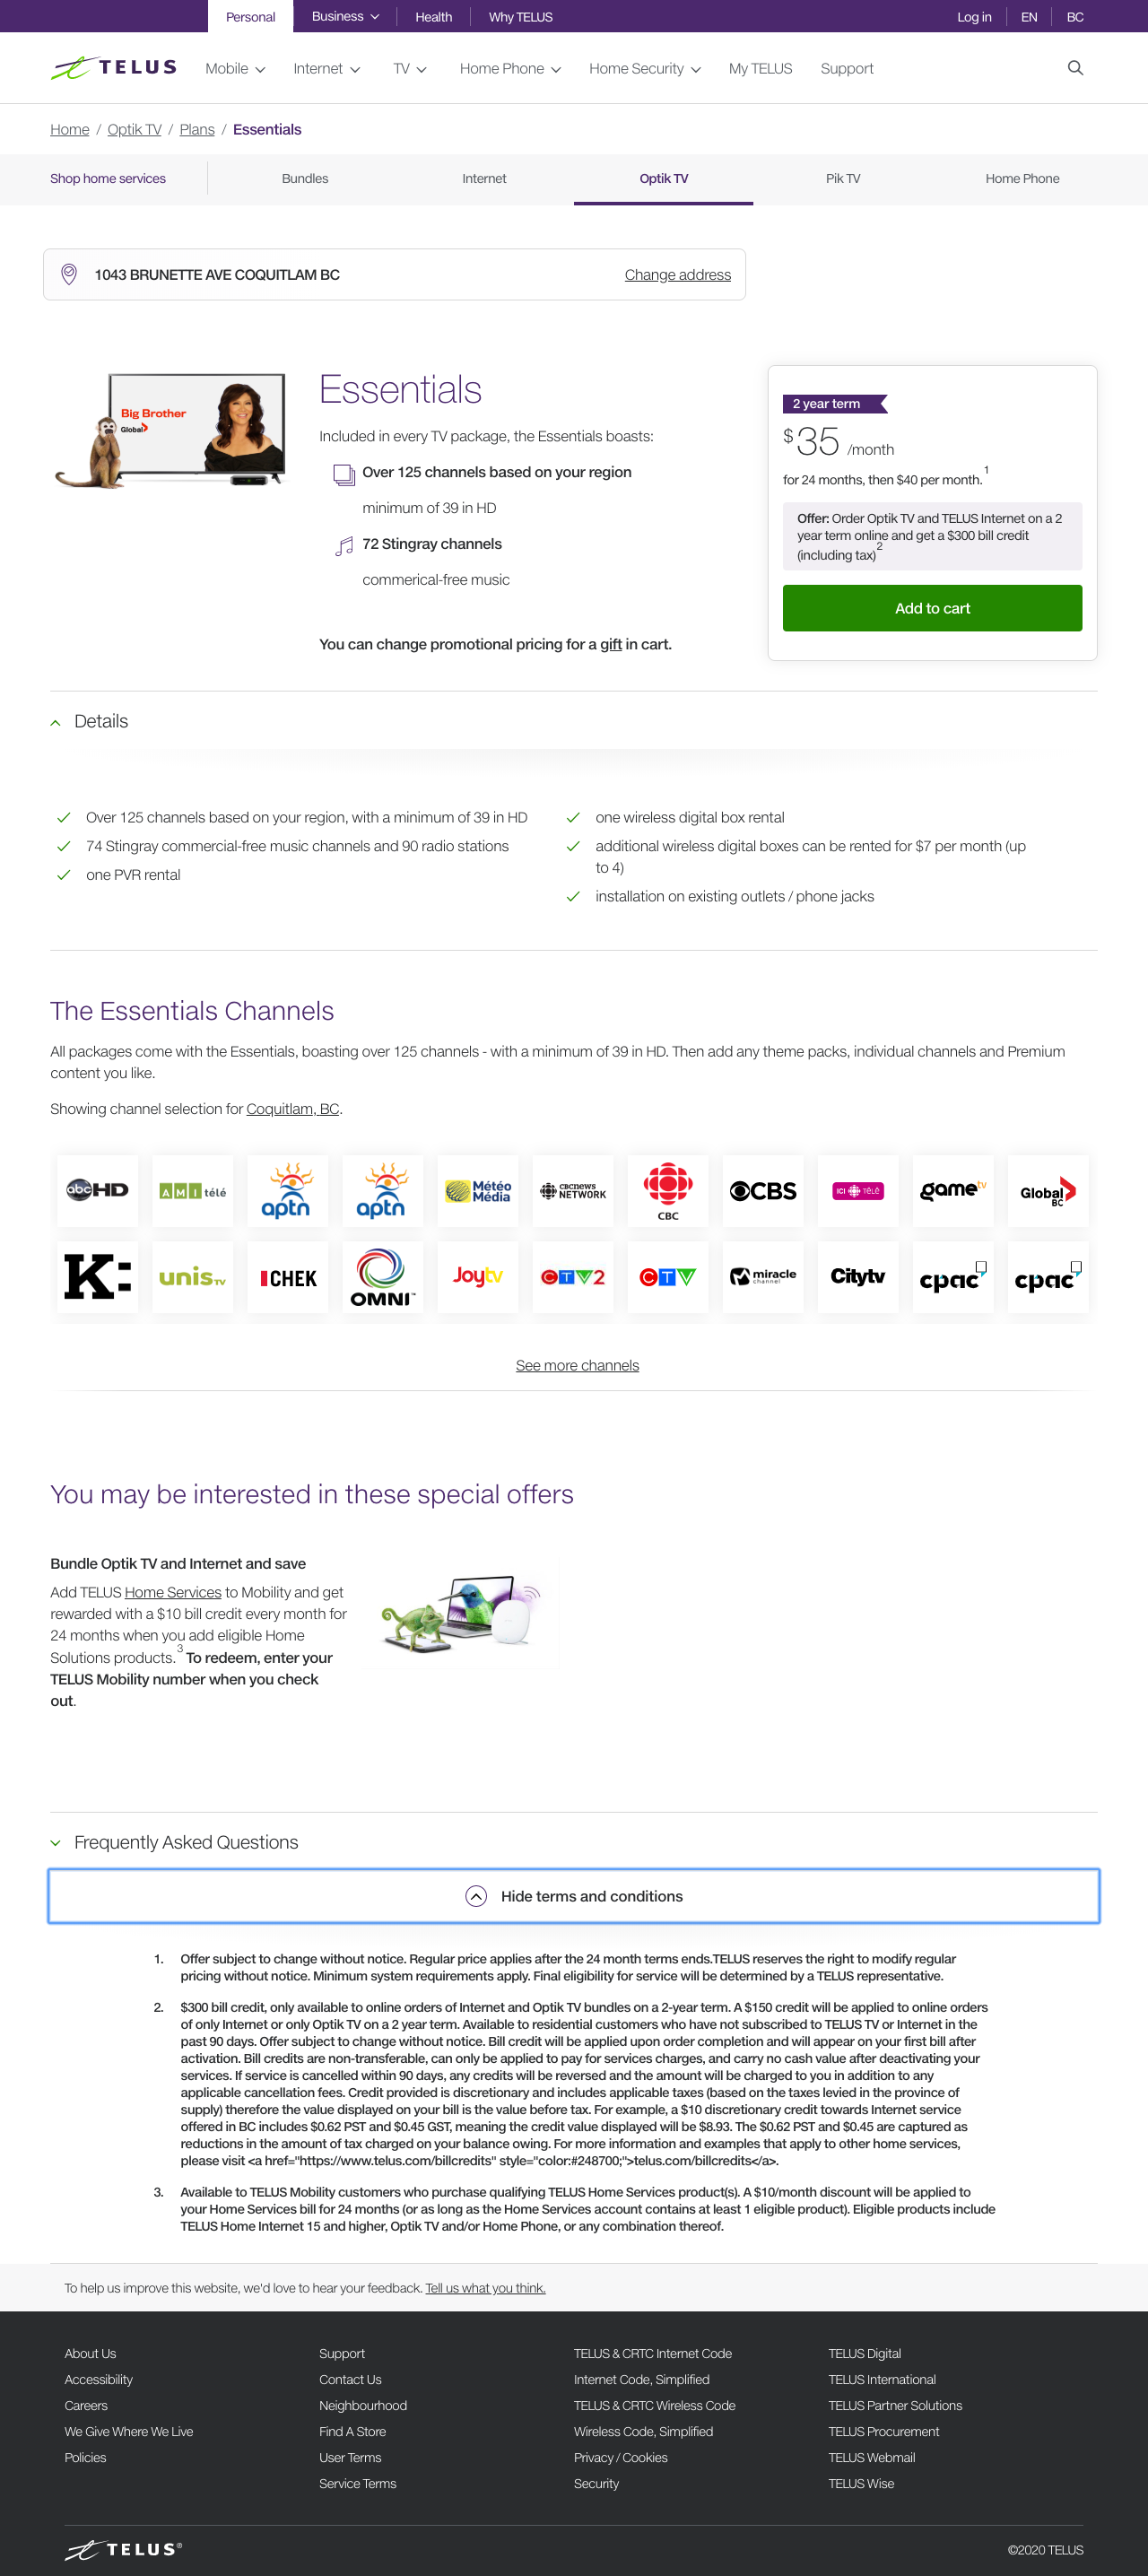 Personal
Business
Health
Why TELUS
Log in
EN
BC
TELUS
Mobile
Internet
TV
Home Phone
Home Security
My TELUS
Support
Home / Optik TV / Plans / Essentials
Shop home services
Bundles
Internet
Optik TV
Pik TV
Home Phone
1043 BRUNETTE AVE COQUITLAM BC
Change address
Big Brother
Global
Essentials
Included in every TV package, the Essentials boasts:
Over 125 channels based on your region
minimum of 39 in HD
72 Stingray channels
commerical-free music
You can change promotional pricing for a gift in cart.
2 year term
$35 /month
for 24 months, then $40 per month.1
Offer: Order Optik TV and TELUS Internet on a 2
year term online and get a $300 bill credit
(including tax)2
Add to cart
Details
Over 125 channels based on your region, with a minimum of 39 in HD
74 Stingray commercial-free music channels and 90 radio stations
one PVR rental
one wireless digital box rental
additional wireless digital boxes can be rented for $7 per month (up
to 4)
installation on existing outlets / phone jacks
The Essentials Channels
All packages come with the Essentials, boasting over 125 channels - with a minimum of 39 in HD. Then add any theme packs, individual channels and Premium
content you like.
Showing channel selection for Coquitlam, BC.
abc HD
AMI télé
aptn
aptn
Météo
Média
CBC NEWS
NETWORK
CBC
CBS
ICI TÉLÉ
gametv
Global
BC
K:
unis TV
CHEK
OMNI™
Joytv
CTV2
CTV
miracle
channel
Citytv
cpac
cpac
See more channels
You may be interested in these special offers
Bundle Optik TV and Internet and save
Add TELUS Home Services to Mobility and get
rewarded with a $10 bill credit every month for
24 months when you add eligible Home
Solutions products.3 To redeem, enter your
TELUS Mobility number when you check
out.
Frequently Asked Questions
Hide terms and conditions
1. Offer subject to change without notice. Regular price applies after the 24 month terms ends.TELUS reserves the right to modify regular
pricing without notice. Minimum system requirements apply. Final eligibility for service will be determined by a TELUS representative.
2. $300 bill credit, only available to online orders of Internet and Optik TV bundles on a 2-year term. A $150 credit will be applied to online orders
of only Internet or only Optik TV on a 2 year term. Available to residential customers who have not subscribed to TELUS TV or Internet in the
past 90 days. Offer subject to change without notice. Bill credit will be applied upon order completion and will appear on your first bill after
activation. Bill credits are non-transferable, can only be applied to pay for services charges, and carry no cash value after deactivating your
services. If service is cancelled within 90 days, any credits will be reversed and the amount will be charged to you in addition to any
applicable cancellation fees. Credit provided is discretionary and includes applicable taxes (based on the taxes levied in the province of
supply) therefore the value displayed on your bill is the value before tax. For example, a $10 discretionary credit towards Internet service
offered in BC includes $0.62 PST and $0.45 GST, meaning the credit value displayed will be $8.93. The $0.62 PST and $0.45 are captured as
reductions in the amount of tax charged on your balance owing. For more information and examples that apply to other home services,
please visit <a href="https://www.telus.com/billcredits" style="color:#248700;">telus.com/billcredits</a>.
3. Available to TELUS Mobility customers who purchase qualifying TELUS Home Services product(s). A $10/month discount will be applied to
your Home Services bill for 24 months (or as long as the Home Services account contains at least 1 eligible product). Eligible products include
TELUS Home Internet 15 and higher, Optik TV and/or Home Phone, or any combination thereof.
To help us improve this website, we'd love to hear your feedback. Tell us what you think.
About Us
Accessibility
Careers
We Give Where We Live
Policies
Support
Contact Us
Neighbourhood
Find A Store
User Terms
Service Terms
TELUS & CRTC Internet Code
Internet Code, Simplified
TELUS & CRTC Wireless Code
Wireless Code, Simplified
Privacy / Cookies
Security
TELUS Digital
TELUS International
TELUS Partner Solutions
TELUS Procurement
TELUS Webmail
TELUS Wise
TELUS®
©2020 TELUS